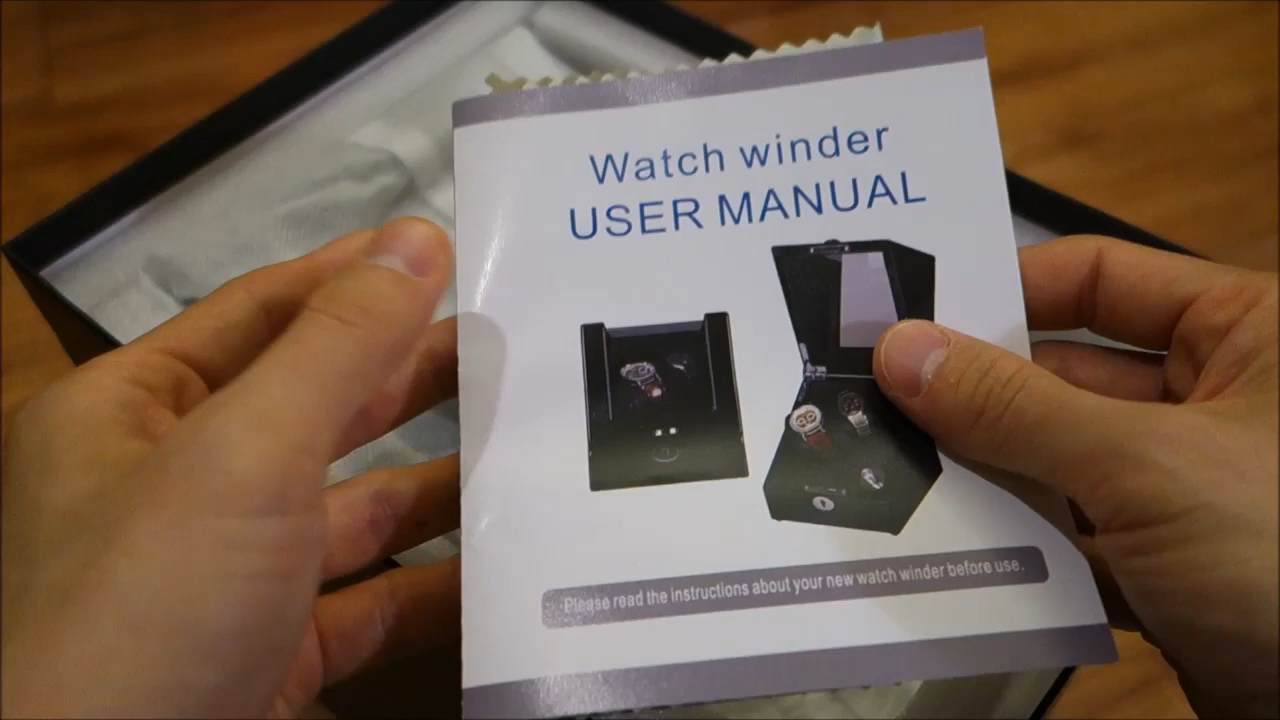 Watch winder
USER MANUAL
Please read the instructions about your new watch winder before use.